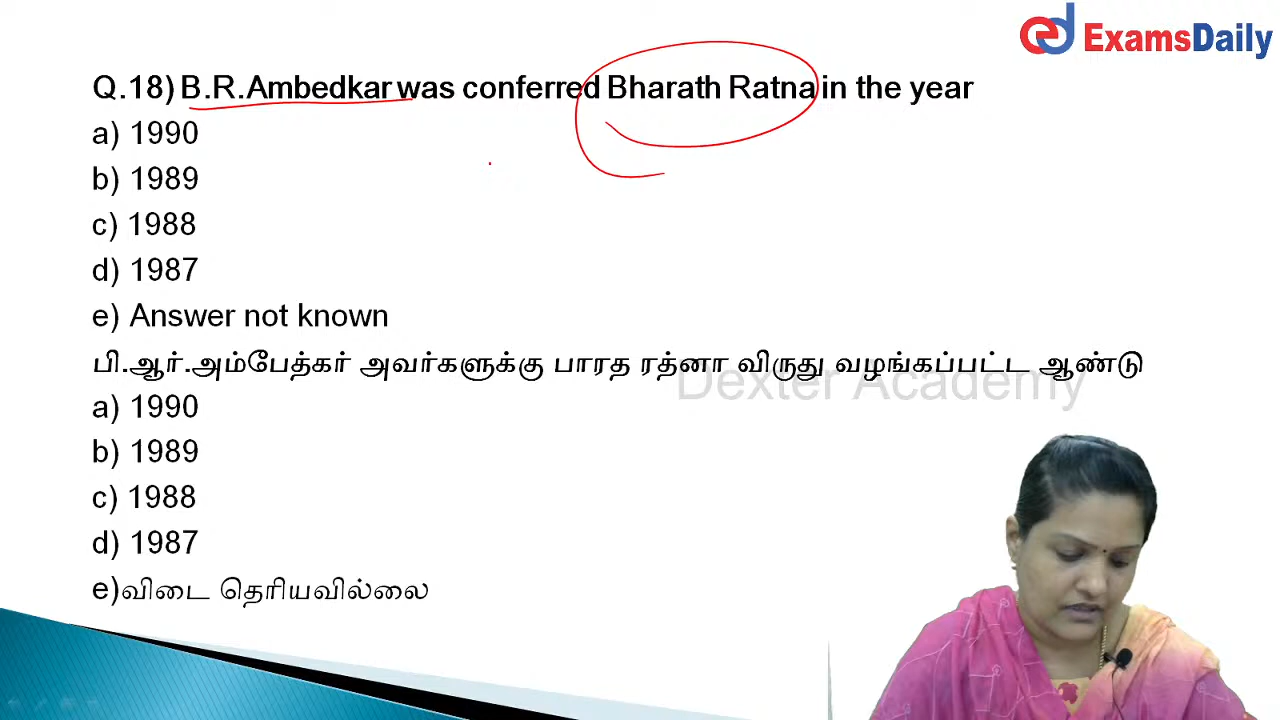 ExamsDaily
Q.18) B.R.Ambedkar was conferred Bharath Ratna in the year
a) 1990
b) 1989
c) 1988
d) 1987
e) Answer not known
பி.ஆர்.அம்பேத்கர் அவர்களுக்கு பாரத ரத்னா விருது வழங்கப்பட்ட ஆண்டு
Dexter Academy
a) 1990
b) 1989
c) 1988
d) 1987
e)விடை தெரியவில்லை